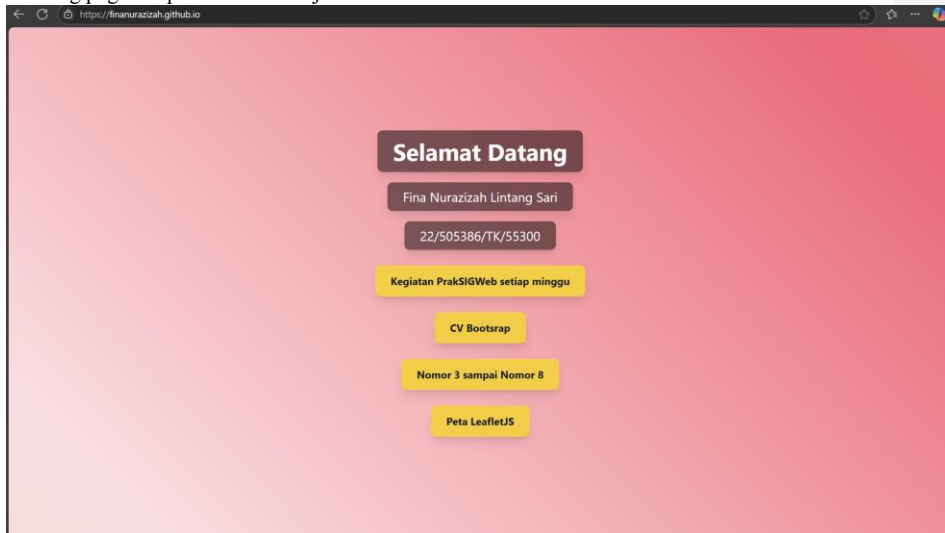 https://finanurazizah.github.io
Selamat Datang
Fina Nurazizah Lintang Sari
22/505386/TK/55300
Kegiatan PrakSIGWeb setiap minggu
CV Bootsrap
Nomor 3 sampai Nomor 8
Peta LeafletJS